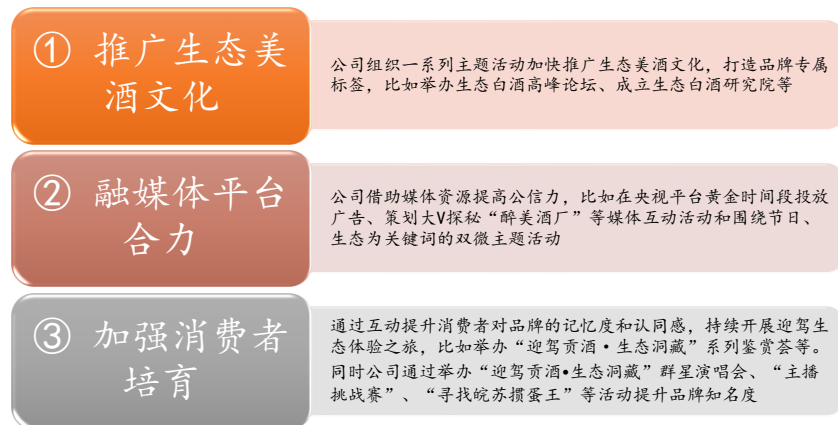 ① 推广生态美
酒文化
公司组织一系列主题活动加快推广生态美酒文化，打造品牌专属
标签，比如举办生态白酒高峰论坛、成立生态白酒研究院等
② 融媒体平台
合力
公司借助媒体资源提高公信力，比如在央视平台黄金时间段投放
广告、策划大V探秘“醉美酒厂”等媒体互动活动和围绕节日、
生态为关键词的双微主题活动
③ 加强消费者
培育
通过互动提升消费者对品牌的记忆度和认同感，持续开展迎驾生
态体验之旅，比如举办“迎驾贡酒·生态洞藏”系列鉴赏荟等。
同时公司通过举办“迎驾贡酒•生态洞藏”群星演唱会、“主播
挑战赛”、“寻找皖苏掼蛋王”等活动提升品牌知名度